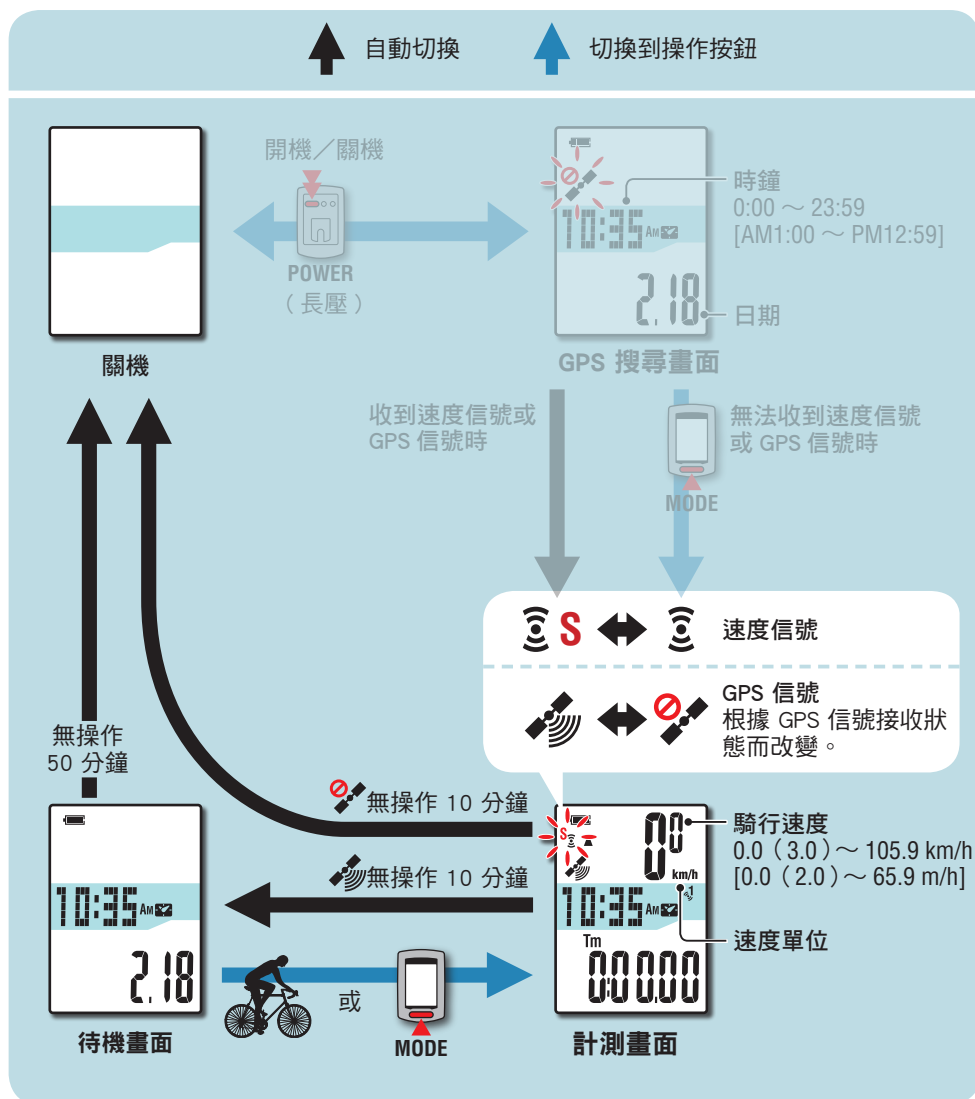 自動切換
切換到操作按鈕
開機／關機
POWER
（長壓）
10:35 AM
2.18
時鐘
0:00 ～ 23:59
[AM1:00 ～ PM12:59]
日期
關機
GPS 搜尋畫面
收到速度信號或
GPS 信號時
無法收到速度信號
或 GPS 信號時
MODE
S
速度信號
GPS 信號
根據 GPS 信號接收狀
態而改變。
無操作
50 分鐘
無操作 10 分鐘
無操作 10 分鐘
10:35 AM
2.18
待機畫面
或
MODE
S
0.0
km/h
10:35 AM
1
Tm
0:00.00
計測畫面
騎行速度
0.0（3.0）～ 105.9 km/h
[0.0（2.0）～ 65.9 m/h]
速度單位